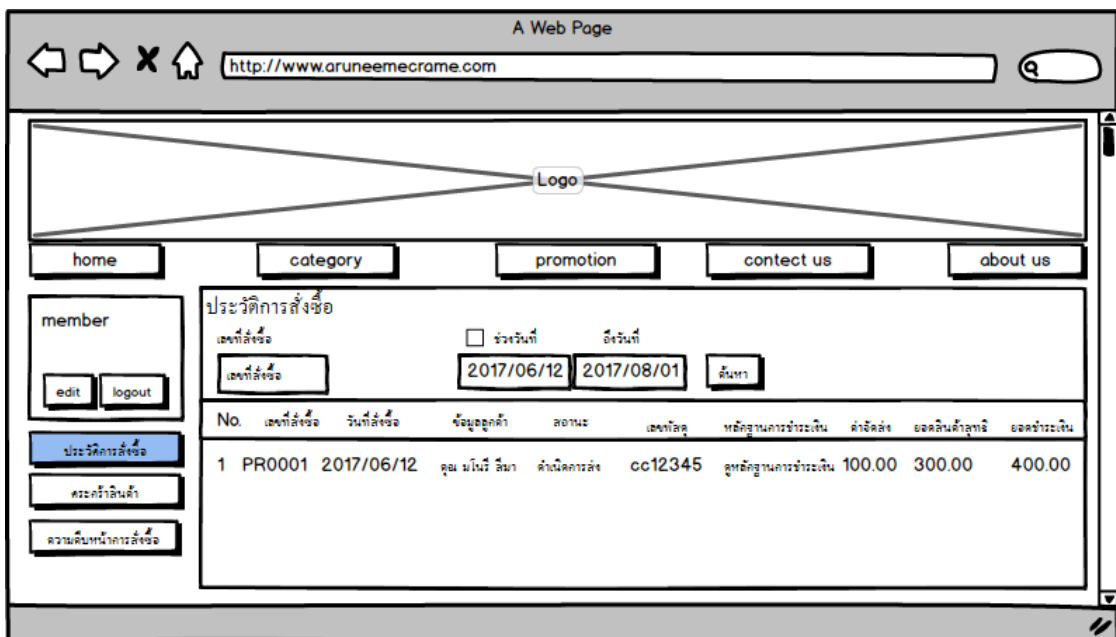 A Web Page
http://www.aruneemecrame.com
Logo
home category promotion contect us about us
member
edit logout
ประวัติการสั่งซื้อ
ตระกร้าสินค้า
ความคืบหน้าการสั่งซื้อ
ประวัติการสั่งซื้อ
เลขที่สั่งซื้อ ช่วงวันที่ ถึงวันที่
เลขที่สั่งซื้อ 2017/06/12 2017/08/01 ค้นหา
No. เลขที่สั่งซื้อ วันที่สั่งซื้อ ข้อมูลลูกค้า สถานะ เลขพัสดุ หลักฐานการชำระเงิน ค่าจัดส่ง ยอดสินค้าสุทธิ ยอดชำระเงิน
1 PR0001 2017/06/12 คุณ มโนรี ลีมา ดำเนิดการส่ง cc12345 ดูหลักฐานการชำระเงิน 100.00 300.00 400.00